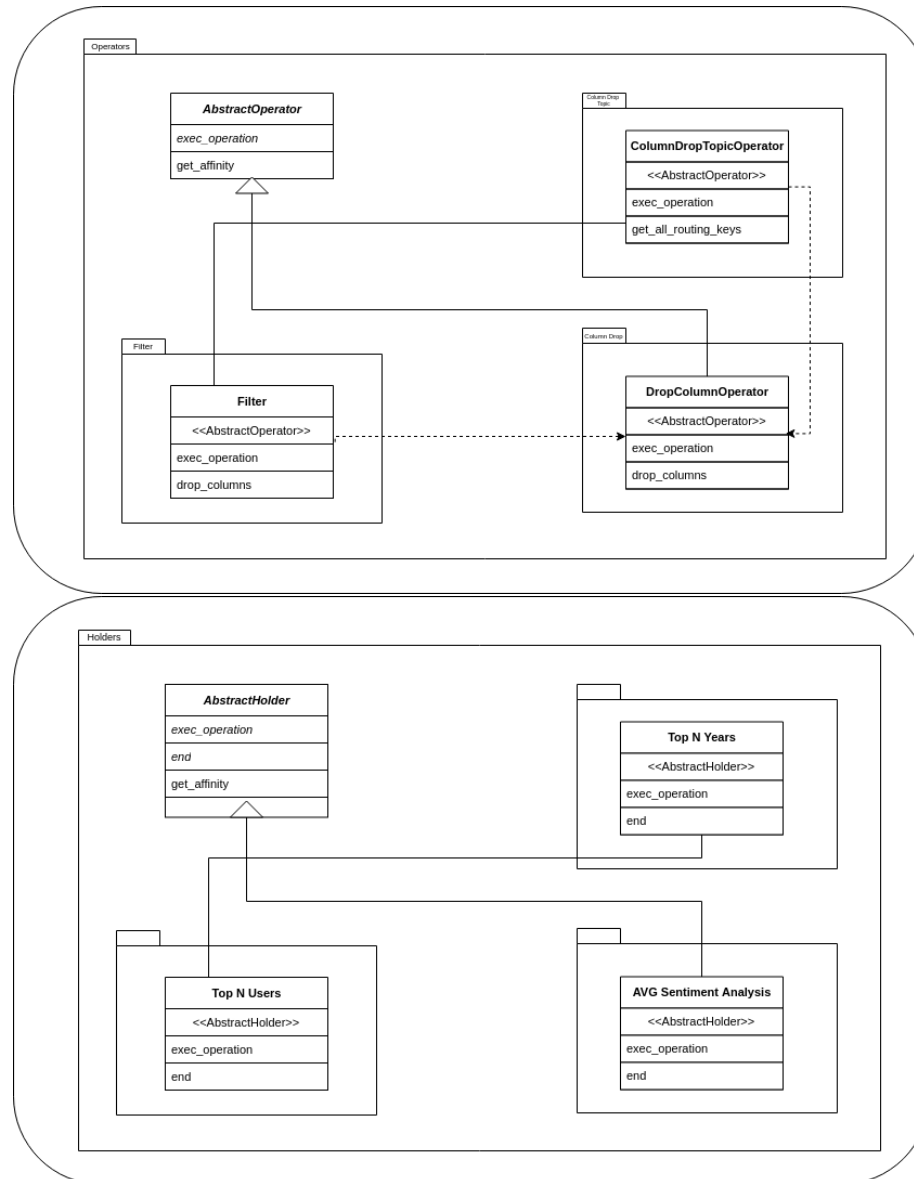 Operators
AbstractOperator
exec_operation
get_affinity
Column Drop
Topic
ColumnDropTopicOperator
<<AbstractOperator>>
exec_operation
get_all_routing_keys
Filter
Filter
<<AbstractOperator>>
exec_operation
drop_columns
Column Drop
DropColumnOperator
<<AbstractOperator>>
exec_operation
drop_columns
Holders
AbstractHolder
exec_operation
end
get_affinity
Top N Years
<<AbstractHolder>>
exec_operation
end
Top N Users
<<AbstractHolder>>
exec_operation
end
AVG Sentiment Analysis
<<AbstractHolder>>
exec_operation
end